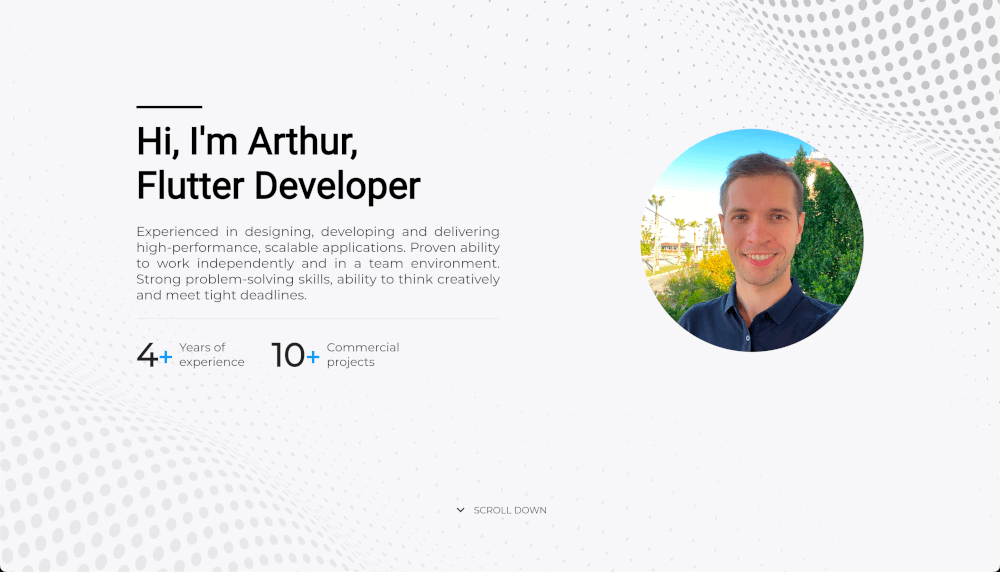 Hi, I'm Arthur,
Flutter Developer
Experienced in designing, developing and delivering
high-performance, scalable applications. Proven ability
to work independently and in a team environment.
Strong problem-solving skills, ability to think creatively
and meet tight deadlines.
4+ Years of
experience
10+ Commercial
projects
SCROLL DOWN